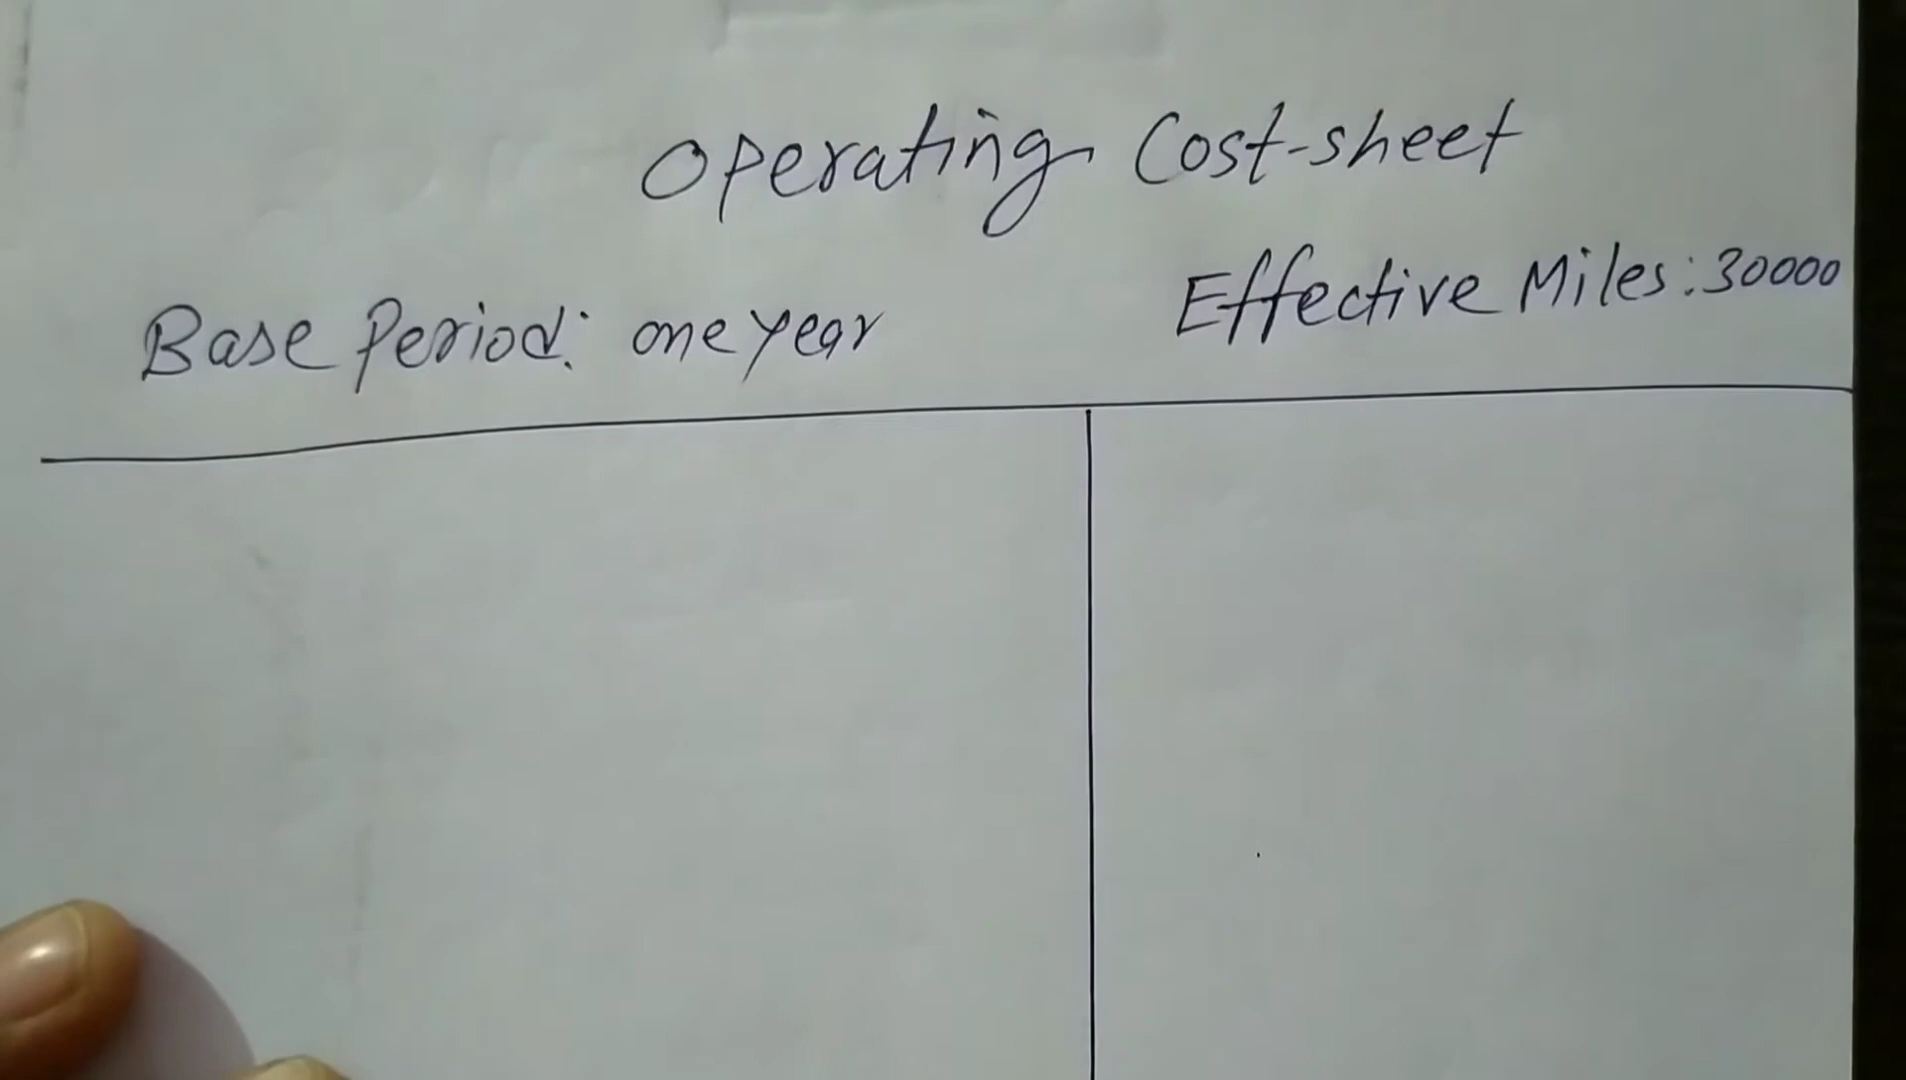 Operating Cost-sheet
Base Period: one year
Effective Miles: 30000